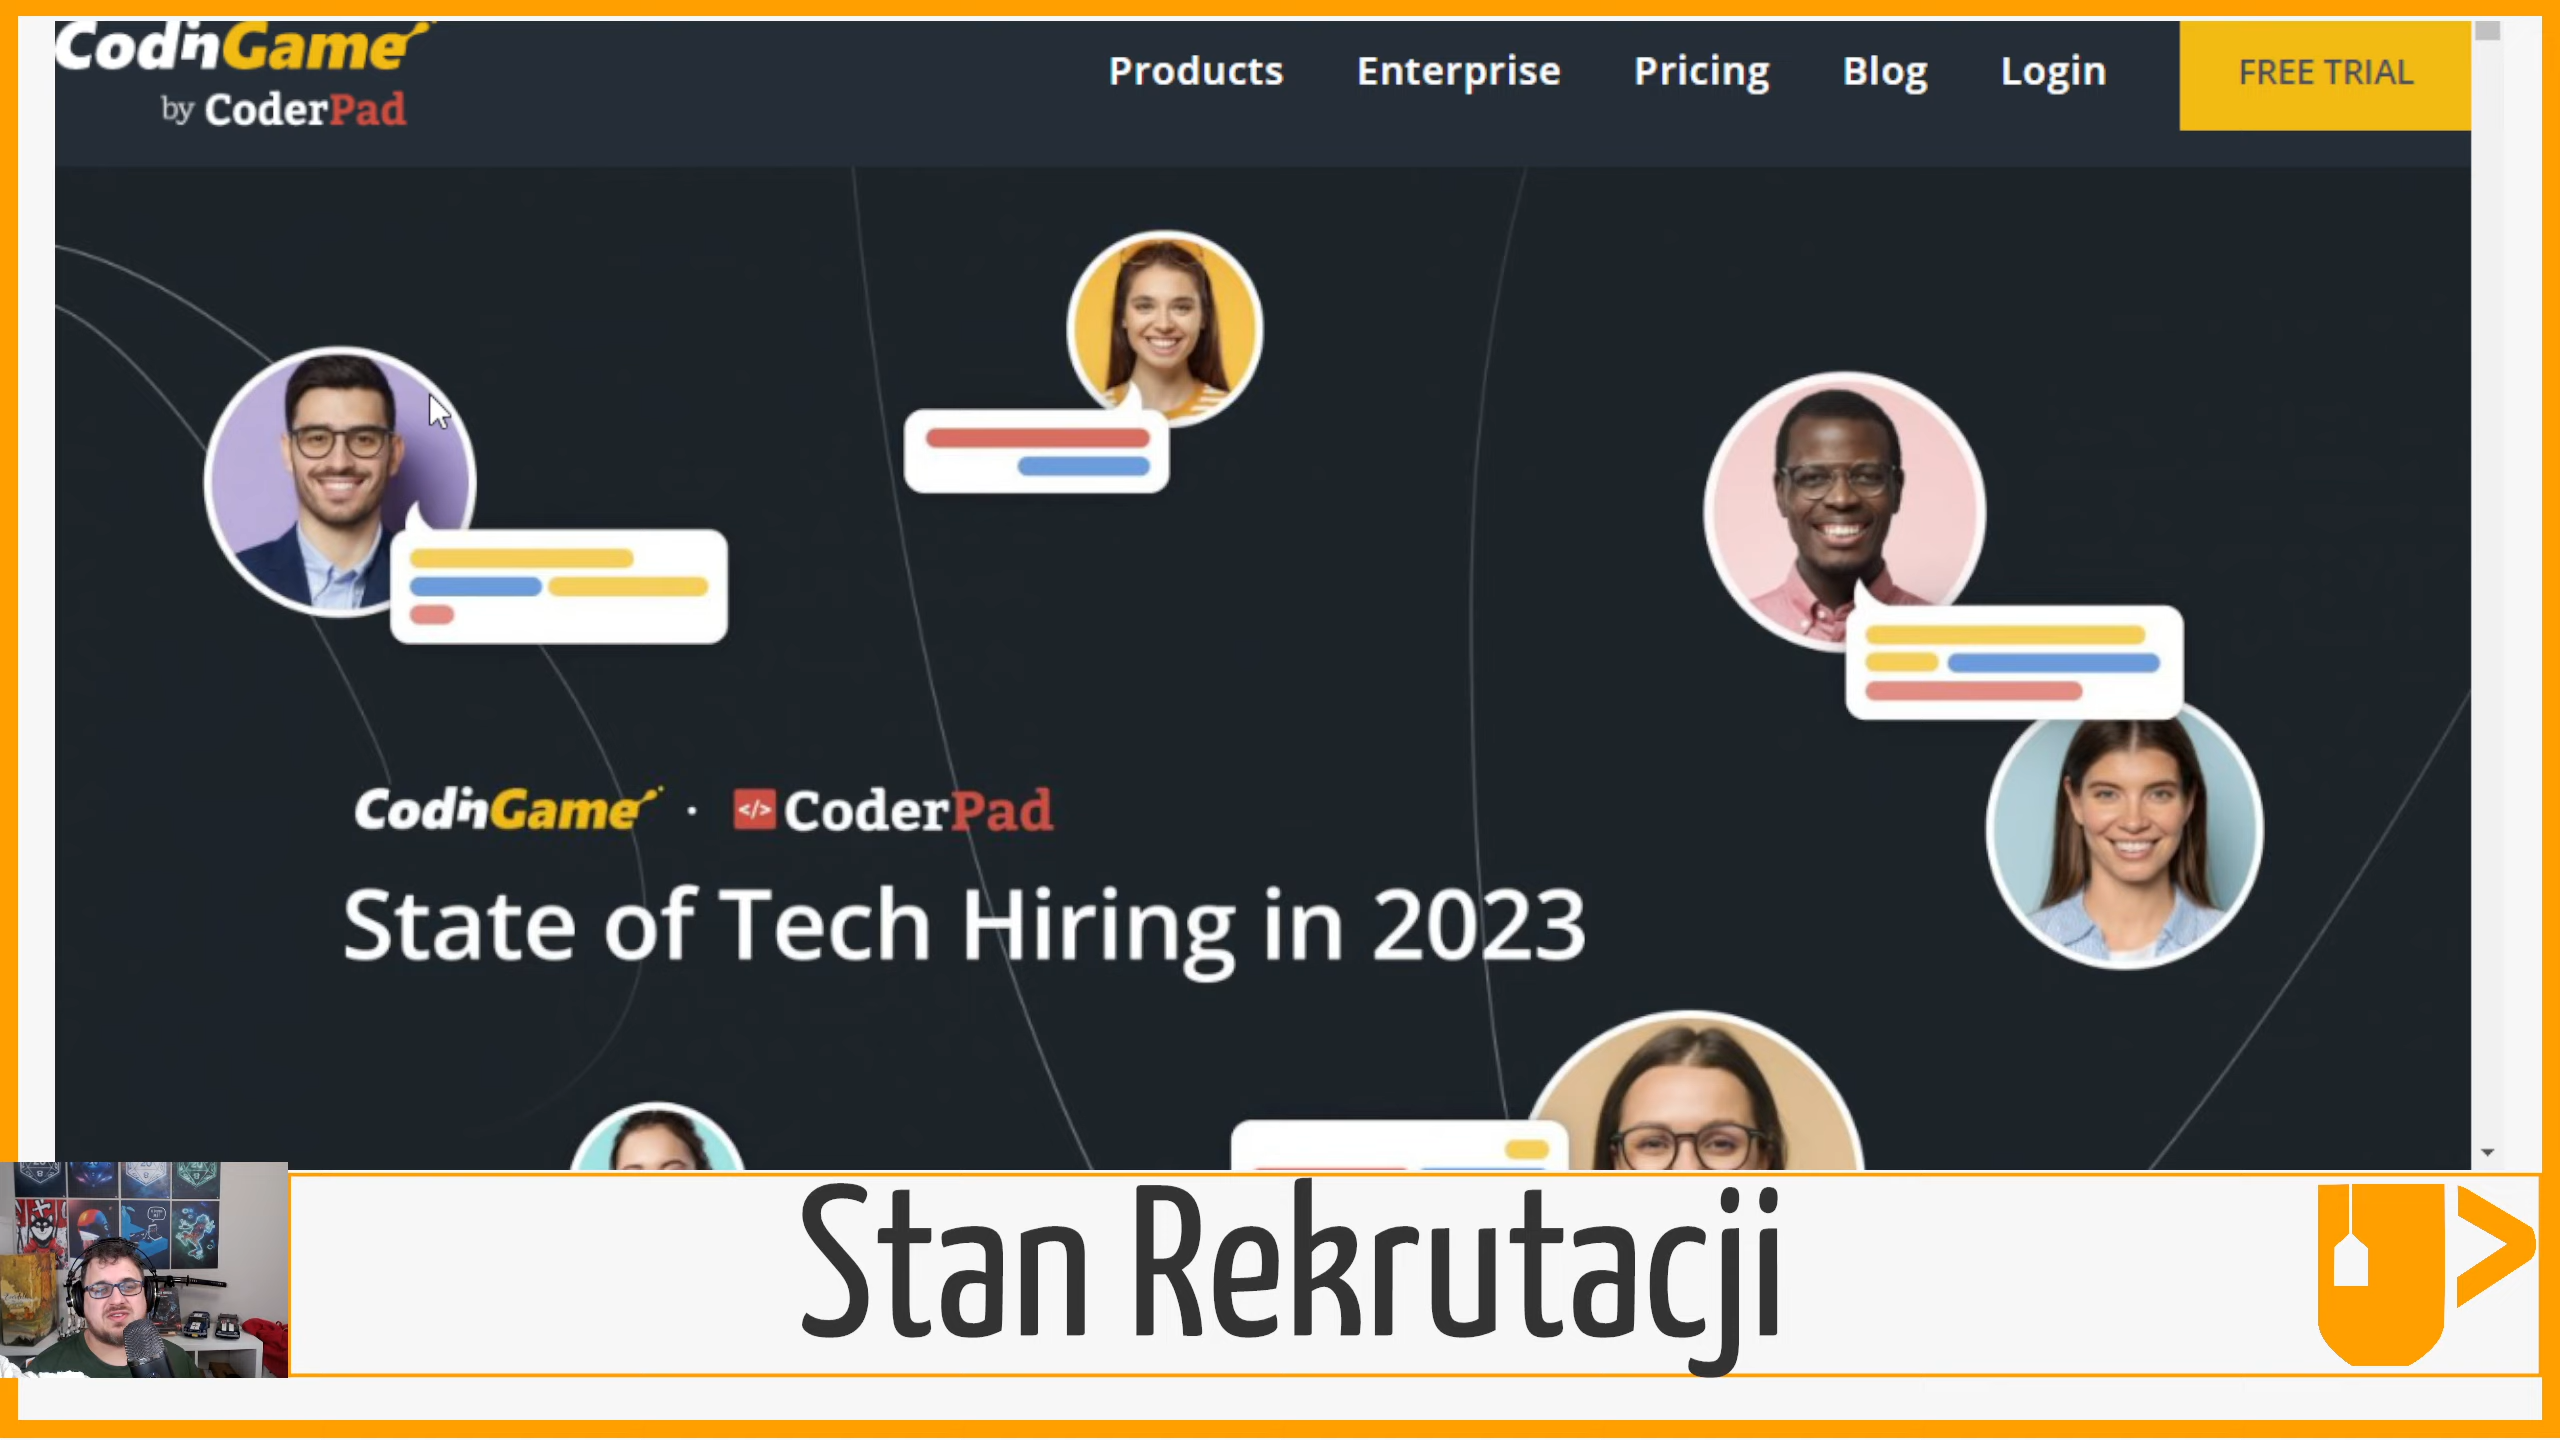 CodinGame
by CoderPad
Products Enterprise Pricing Blog Login FREE TRIAL
CodinGame · </> CoderPad
State of Tech Hiring in 2023
Stan Rekrutacji